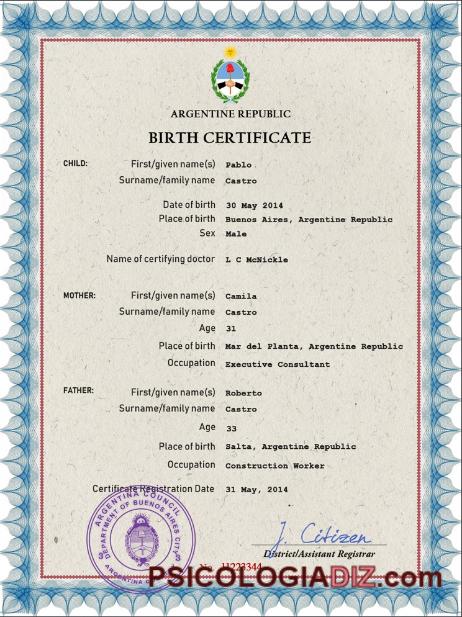 ARGENTINE REPUBLIC
BIRTH CERTIFICATE
CHILD: First/given name(s) Pablo
Surname/family name Castro
Date of birth 30 May 2014
Place of birth Buenos Aires, Argentine Republic
Sex Male
Name of certifying doctor L C McNickle
MOTHER: First/given name(s) Camila
Surname/family name Castro
Age 31
Place of birth Mar del Planta, Argentine Republic
Occupation Executive Consultant
FATHER: First/given name(s) Roberto
Surname/family name Castro
Age 33
Place of birth Salta, Argentine Republic
Occupation Construction Worker
Certificate Registration Date 31 May, 2014
ARGENTINA COUNCIL
DEPARTMENT OF BUENOS AIRES CITY
J. Citizen
District/Assistant Registrar
No. 11223344
PSICOLOGIADIZ.com